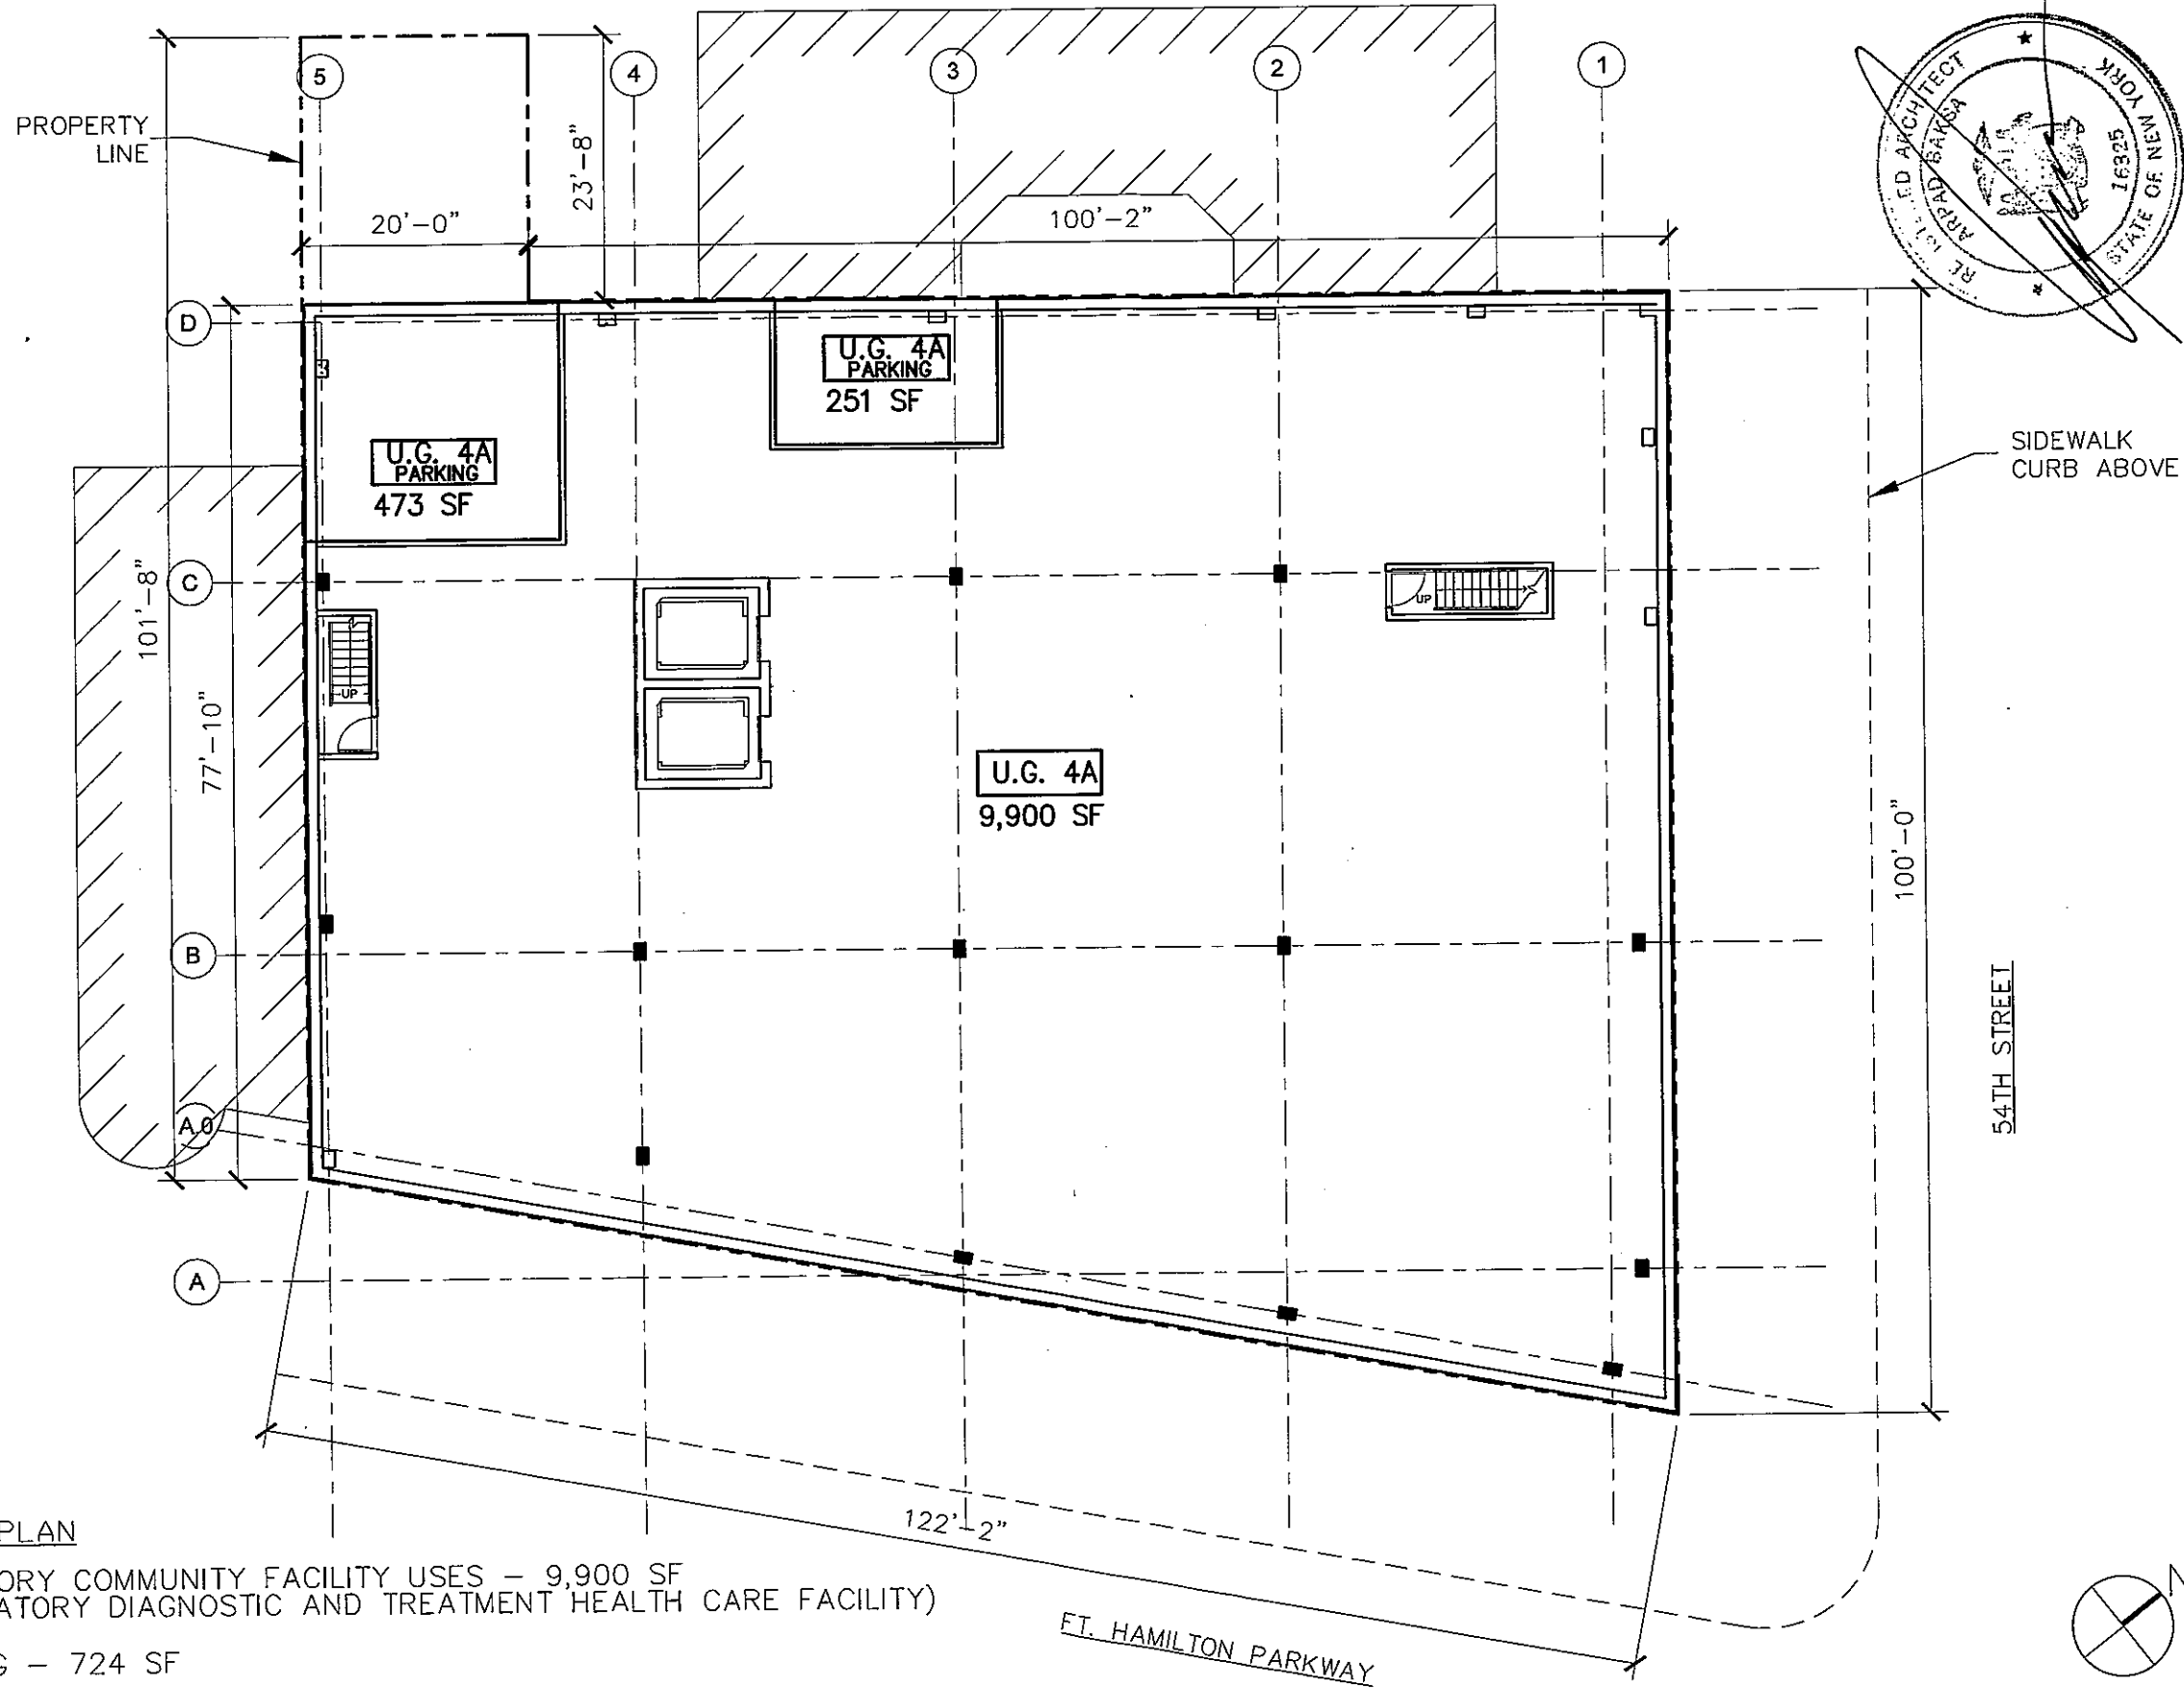 5
4
3
2
1
PROPERTY
LINE
23'-8"
20'-0"
100'-2"
ARPAD BAKSA
16325
STATE OF NEW YORK
D
U.G. 4A
PARKING
251 SF
U.G. 4A
PARKING
473 SF
SIDEWALK
CURB ABOVE
101'-8"
C
UP
UP
77'-10"
U.G. 4A
9,900 SF
100'-0"
B
54TH STREET
A.0
A
122'-2"
PLAN
ORY COMMUNITY FACILITY USES - 9,900 SF
ATORY DIAGNOSTIC AND TREATMENT HEALTH CARE FACILITY)
G - 724 SF
FT. HAMILTON PARKWAY
N